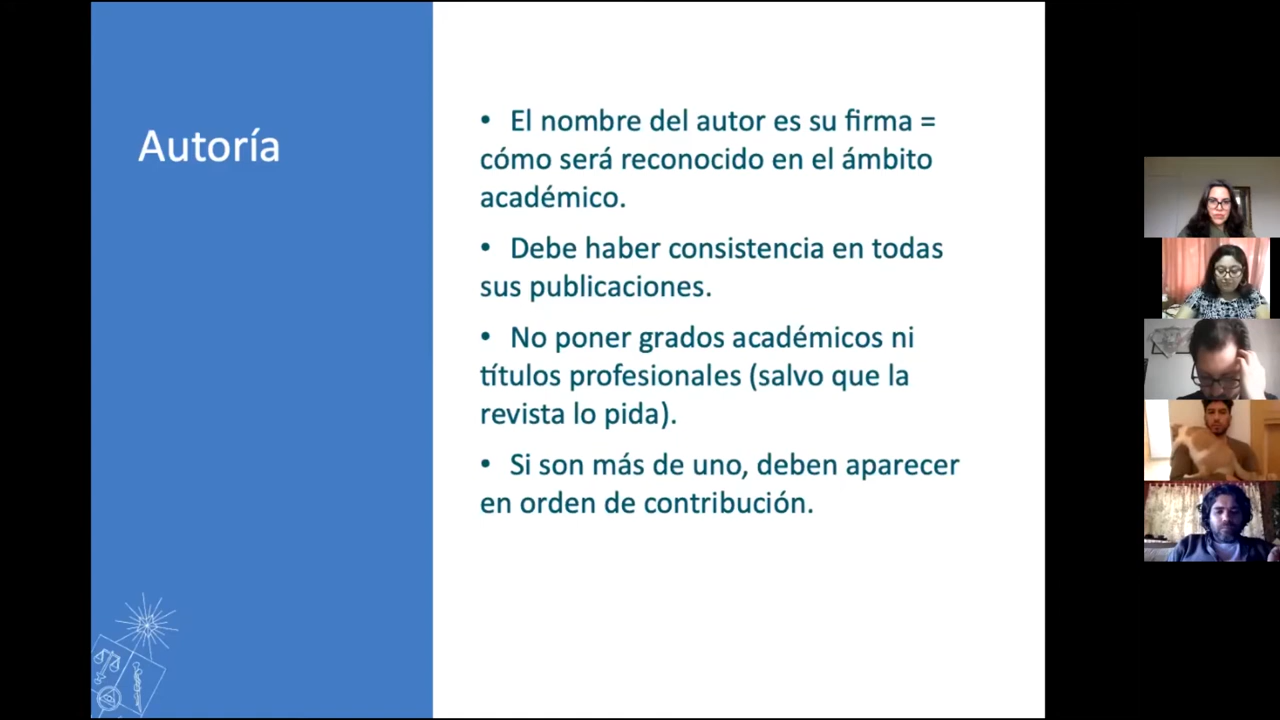 Autoría
• El nombre del autor es su firma =
cómo será reconocido en el ámbito
académico.
• Debe haber consistencia en todas
sus publicaciones.
• No poner grados académicos ni
títulos profesionales (salvo que la
revista lo pida).
• Si son más de uno, deben aparecer
en orden de contribución.